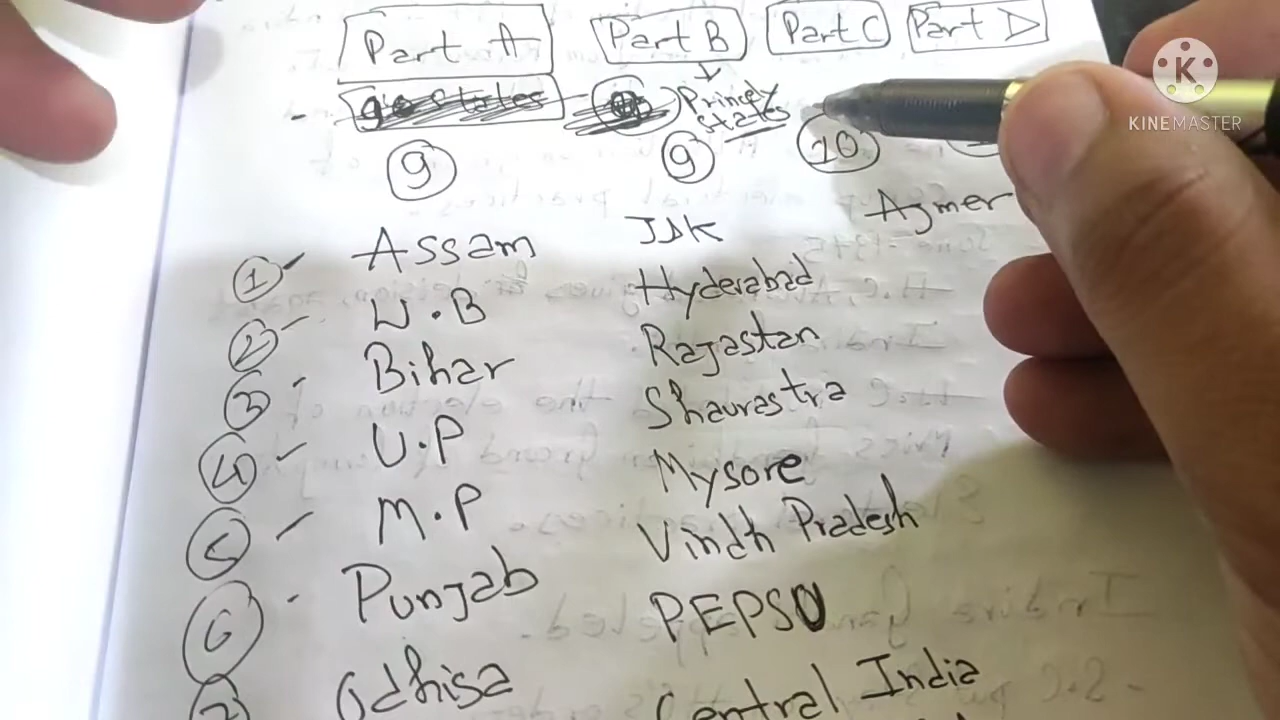 Part A Part B Part C Part D
Princely
states
9 9 10
Ajmer
1 Assam J&K
2 W.B Hyderabad
3 Bihar Rajastan
4 U.P Shaurastra
5 M.P Mysore
6 Punjab Vindh Pradesh
PEPSU
7 Odhisa Central India
KINEMASTER